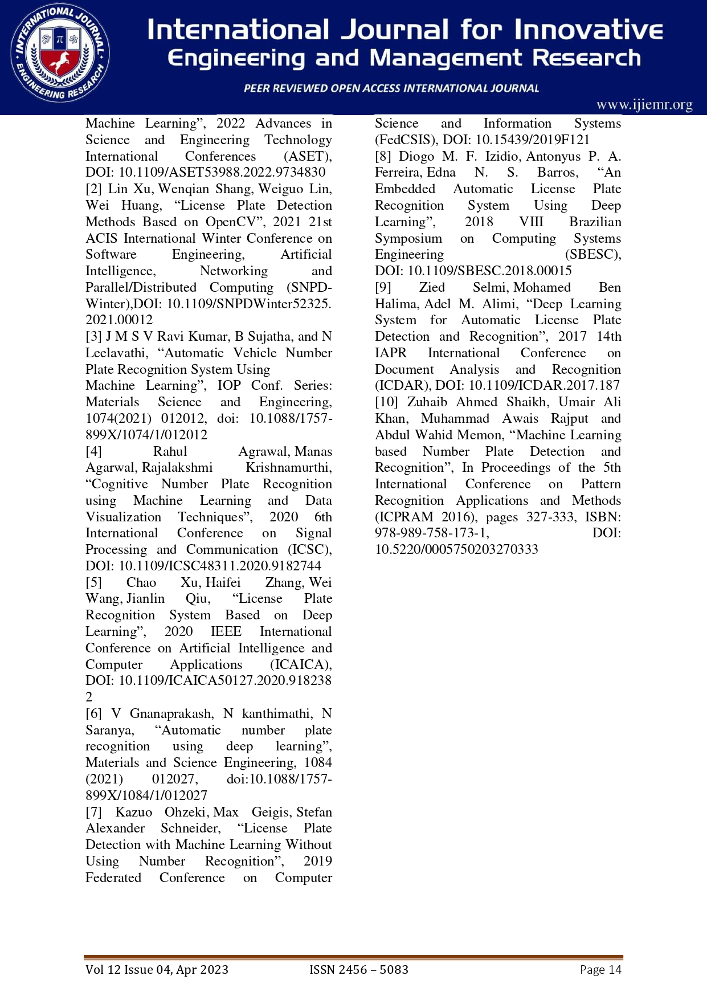 INTERNATIONAL JOURNAL
ENGINEERING RESEARCH
π
International Journal for Innovative
Engineering and Management Research
PEER REVIEWED OPEN ACCESS INTERNATIONAL JOURNAL
www.ijiemr.org
Machine Learning”, 2022 Advances in
Science and Engineering Technology
International Conferences (ASET),
DOI: 10.1109/ASET53988.2022.9734830
[2] Lin Xu, Wenqian Shang, Weiguo Lin,
Wei Huang, “License Plate Detection
Methods Based on OpenCV”, 2021 21st
ACIS International Winter Conference on
Software Engineering, Artificial
Intelligence, Networking and
Parallel/Distributed Computing (SNPD-
Winter),DOI: 10.1109/SNPDWinter52325.
2021.00012
[3] J M S V Ravi Kumar, B Sujatha, and N
Leelavathi, “Automatic Vehicle Number
Plate Recognition System Using
Machine Learning”, IOP Conf. Series:
Materials Science and Engineering,
1074(2021) 012012, doi: 10.1088/1757-
899X/1074/1/012012
[4] Rahul Agrawal, Manas
Agarwal, Rajalakshmi Krishnamurthi,
“Cognitive Number Plate Recognition
using Machine Learning and Data
Visualization Techniques”, 2020 6th
International Conference on Signal
Processing and Communication (ICSC),
DOI: 10.1109/ICSC48311.2020.9182744
[5] Chao Xu, Haifei Zhang, Wei
Wang, Jianlin Qiu, “License Plate
Recognition System Based on Deep
Learning”, 2020 IEEE International
Conference on Artificial Intelligence and
Computer Applications (ICAICA),
DOI: 10.1109/ICAICA50127.2020.918238
2
[6] V Gnanaprakash, N kanthimathi, N
Saranya, “Automatic number plate
recognition using deep learning”,
Materials and Science Engineering, 1084
(2021) 012027, doi:10.1088/1757-
899X/1084/1/012027
[7] Kazuo Ohzeki, Max Geigis, Stefan
Alexander Schneider, “License Plate
Detection with Machine Learning Without
Using Number Recognition”, 2019
Federated Conference on Computer
Science and Information Systems
(FedCSIS), DOI: 10.15439/2019F121
[8] Diogo M. F. Izidio, Antonyus P. A.
Ferreira, Edna N. S. Barros, “An
Embedded Automatic License Plate
Recognition System Using Deep
Learning”, 2018 VIII Brazilian
Symposium on Computing Systems
Engineering (SBESC),
DOI: 10.1109/SBESC.2018.00015
[9] Zied Selmi, Mohamed Ben
Halima, Adel M. Alimi, “Deep Learning
System for Automatic License Plate
Detection and Recognition”, 2017 14th
IAPR International Conference on
Document Analysis and Recognition
(ICDAR), DOI: 10.1109/ICDAR.2017.187
[10] Zuhaib Ahmed Shaikh, Umair Ali
Khan, Muhammad Awais Rajput and
Abdul Wahid Memon, “Machine Learning
based Number Plate Detection and
Recognition”, In Proceedings of the 5th
International Conference on Pattern
Recognition Applications and Methods
(ICPRAM 2016), pages 327-333, ISBN:
978-989-758-173-1, DOI:
10.5220/0005750203270333
Vol 12 Issue 04, Apr 2023 ISSN 2456 – 5083 Page 14